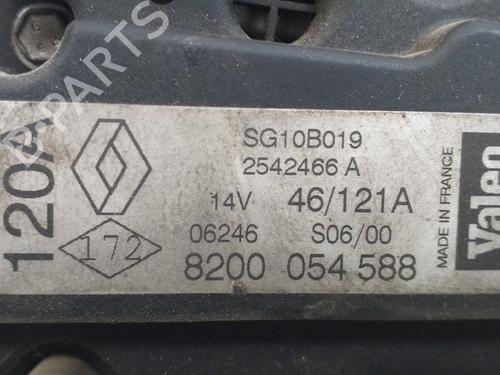 120A
SG10B019
2542466 A
14V 46/121A
172
06246 S06/00
8200 054 588
MADE IN FRANCE
Valeo
B-PARTS